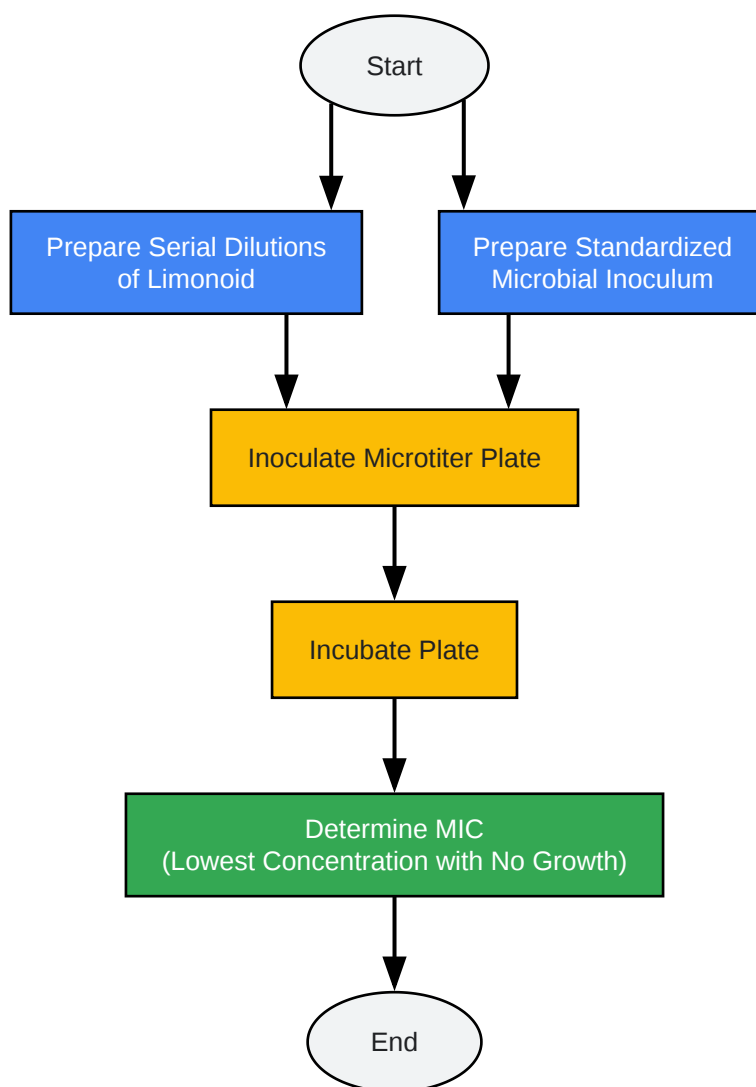 Start
Prepare Serial Dilutions
of Limonoid
Prepare Standardized
Microbial Inoculum
Inoculate Microtiter Plate
Incubate Plate
Determine MIC
(Lowest Concentration with No Growth)
End